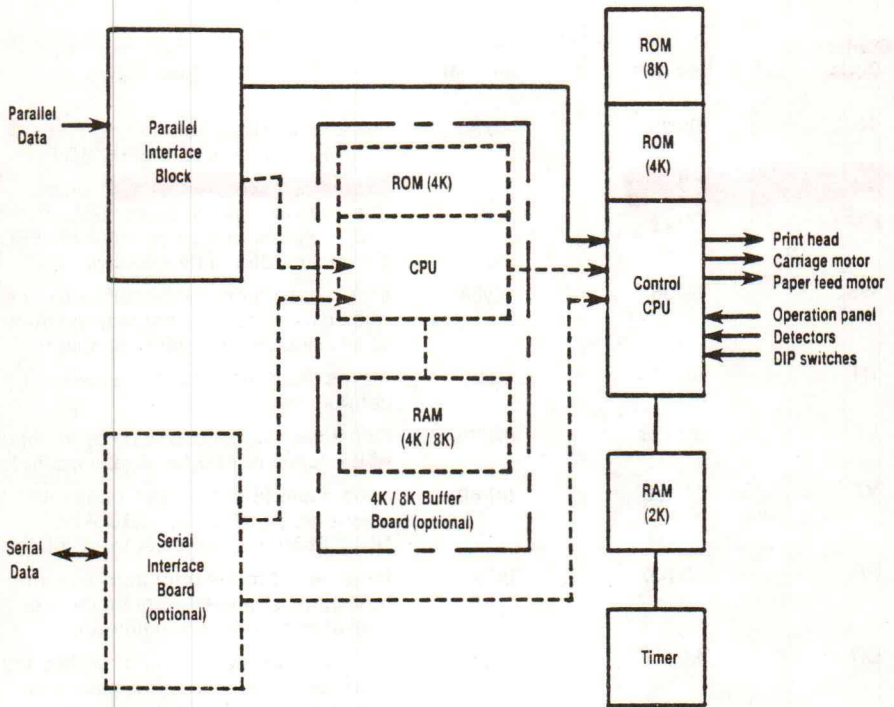 Parallel
Data
Parallel
Interface
Block
ROM (4K)
CPU
RAM
(4K / 8K)
4K / 8K Buffer
Board (optional)
Serial
Data
Serial
Interface
Board
(optional)
ROM
(8K)
ROM
(4K)
Control
CPU
RAM
(2K)
Timer
Print head
Carriage motor
Paper feed motor
Operation panel
Detectors
DIP switches